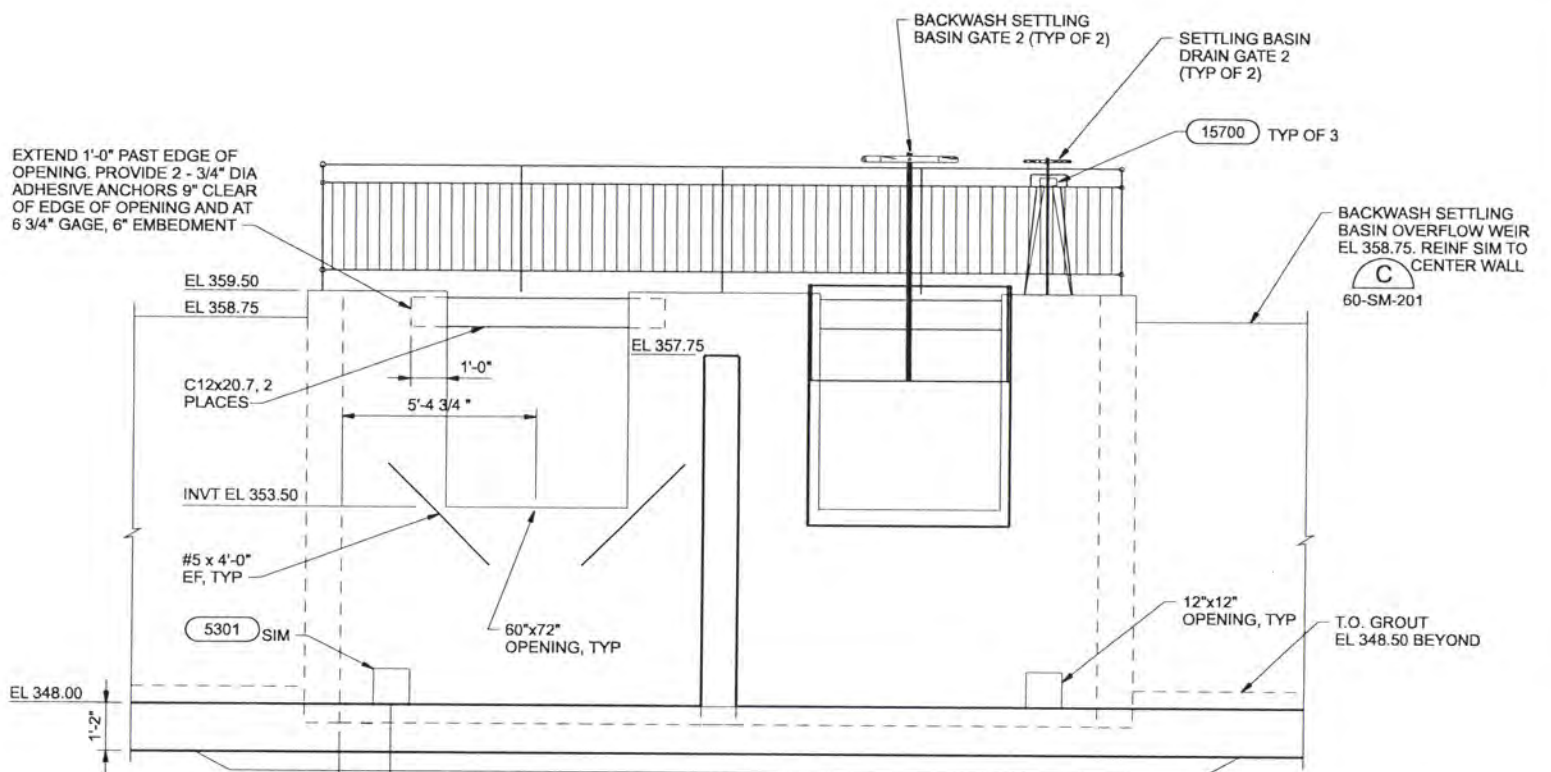 BACKWASH SETTLING
BASIN GATE 2 (TYP OF 2)
SETTLING BASIN
DRAIN GATE 2
(TYP OF 2)
15700 TYP OF 3
EXTEND 1'-0" PAST EDGE OF
OPENING. PROVIDE 2 - 3/4" DIA
ADHESIVE ANCHORS 9" CLEAR
OF EDGE OF OPENING AND AT
6 3/4" GAGE, 6" EMBEDMENT
BACKWASH SETTLING
BASIN OVERFLOW WEIR
EL 358.75. REINF SIM TO
CENTER WALL
C
60-SM-201
EL 359.50
EL 358.75
EL 357.75
1'-0"
C12x20.7, 2
PLACES
5'-4 3/4 "
INVT EL 353.50
#5 x 4'-0"
EF, TYP
5301 SIM
60"x72"
OPENING, TYP
12"x12"
OPENING, TYP
T.O. GROUT
EL 348.50 BEYOND
EL 348.00
1'-2"